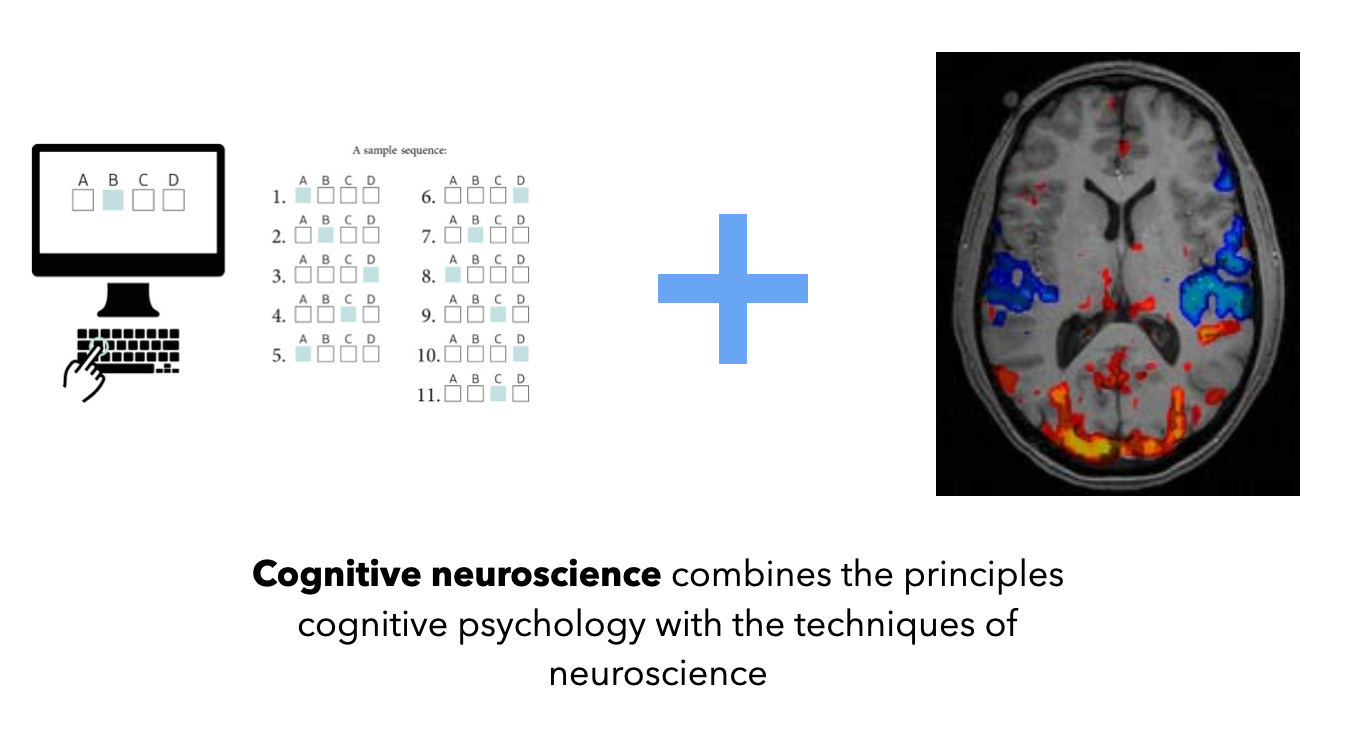 A B C D
A sample sequence:
A B C D
1.
A B C D
2.
A B C D
3.
A B C D
4.
A B C D
5.
A B C D
6.
A B C D
7.
A B C D
8.
A B C D
9.
A B C D
10.
A B C D
11.
Cognitive neuroscience combines the principles
cognitive psychology with the techniques of
neuroscience